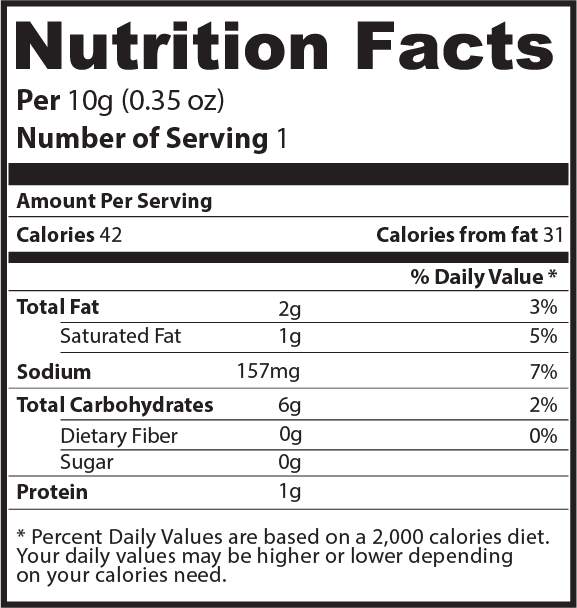 Nutrition Facts
Per 10g (0.35 oz)
Number of Serving 1
Amount Per Serving
Calories 42 Calories from fat 31
% Daily Value *
Total Fat 2g 3%
Saturated Fat 1g 5%
Sodium 157mg 7%
Total Carbohydrates 6g 2%
Dietary Fiber 0g 0%
Sugar 0g
Protein 1g
* Percent Daily Values are based on a 2,000 calories diet.
Your daily values may be higher or lower depending
on your calories need.